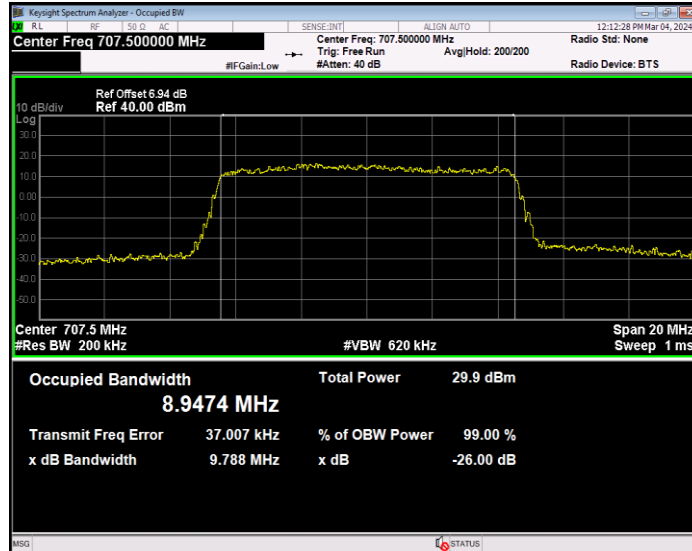 Keysight Spectrum Analyzer - Occupied BW
RL RF 50 Ω AC SENSE:INT ALIGN AUTO 12:12:28 PM Mar 04, 2024
Center Freq 707.500000 MHz Center Freq: 707.500000 MHz Radio Std: None
Trig: Free Run Avg|Hold: 200/200
#IFGain:Low #Atten: 40 dB Radio Device: BTS
Ref Offset 6.94 dB
10 dB/div Ref 40.00 dBm
Log
30.0
20.0
10.0
0.00
-10.0
-20.0
-30.0
-40.0
-50.0
Center 707.5 MHz Span 20 MHz
#Res BW 200 kHz #VBW 620 kHz Sweep 1 ms
Occupied Bandwidth Total Power 29.9 dBm
8.9474 MHz
Transmit Freq Error 37.007 kHz % of OBW Power 99.00 %
x dB Bandwidth 9.788 MHz x dB -26.00 dB
MSG STATUS